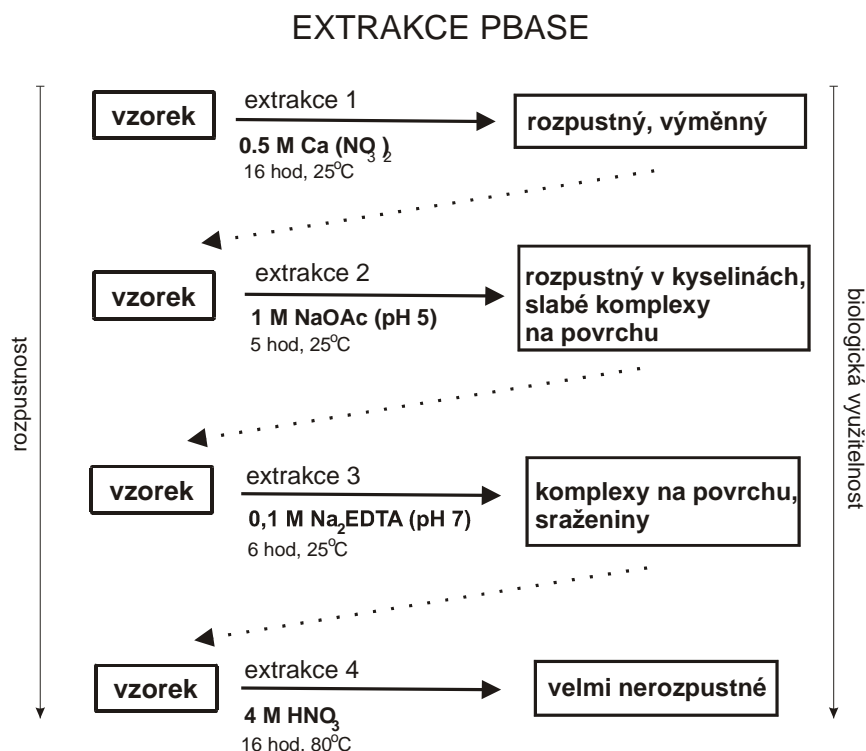 EXTRAKCE PBASE
vzorek
extrakce 1
0.5 M Ca (NO3)2
16 hod, 25°C
rozpustný, výměnný
vzorek
extrakce 2
1 M NaOAc (pH 5)
5 hod, 25°C
rozpustný v kyselinách,
slabé komplexy
na povrchu
rozpustnost
biologická využitelnost
vzorek
extrakce 3
0,1 M Na2EDTA (pH 7)
6 hod, 25°C
komplexy na povrchu,
sraženiny
vzorek
extrakce 4
4 M HNO3
16 hod, 80°C
velmi nerozpustné